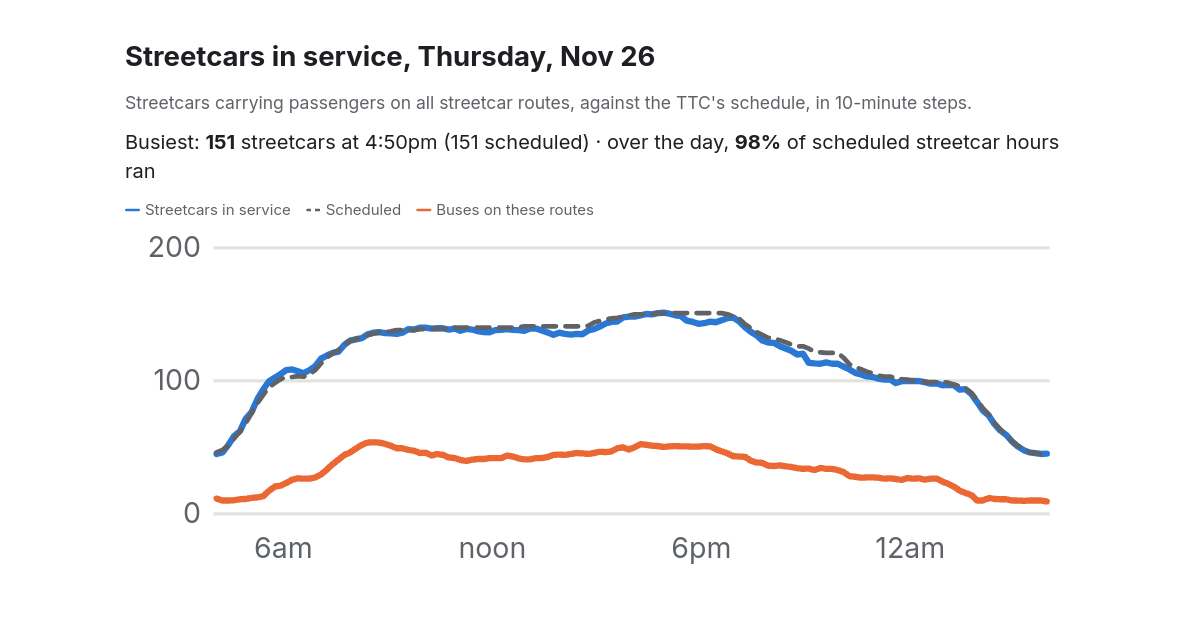 Streetcars in service, Thursday, Nov 26
Streetcars carrying passengers on all streetcar routes, against the TTC's schedule, in 10-minute steps.
Busiest: 151 streetcars at 4:50pm (151 scheduled) · over the day, 98% of scheduled streetcar hours
ran
Streetcars in service Scheduled Buses on these routes
200
100
0
6am noon 6pm 12am